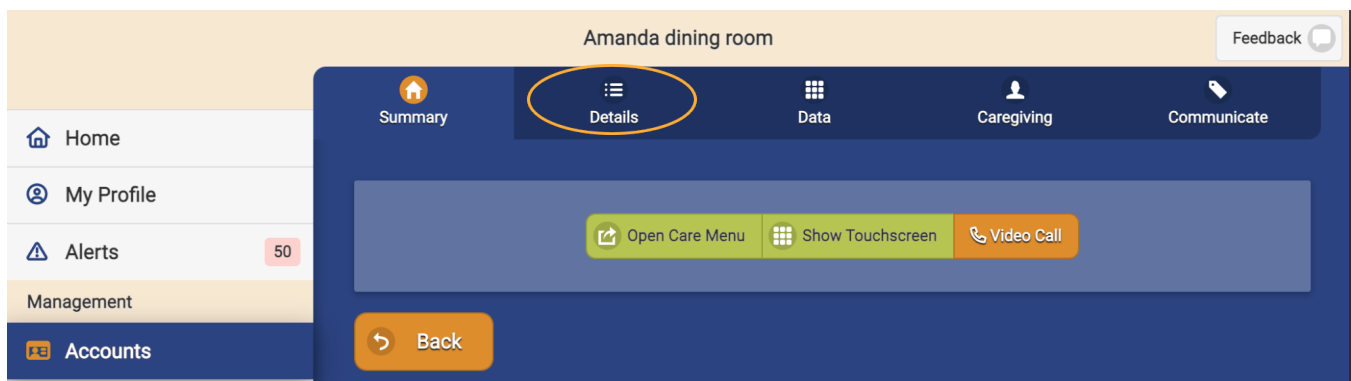 Amanda dining room
Feedback
Summary
Details
Data
Caregiving
Communicate
Home
My Profile
Alerts
50
Management
Accounts
Open Care Menu
Show Touchscreen
Video Call
Back